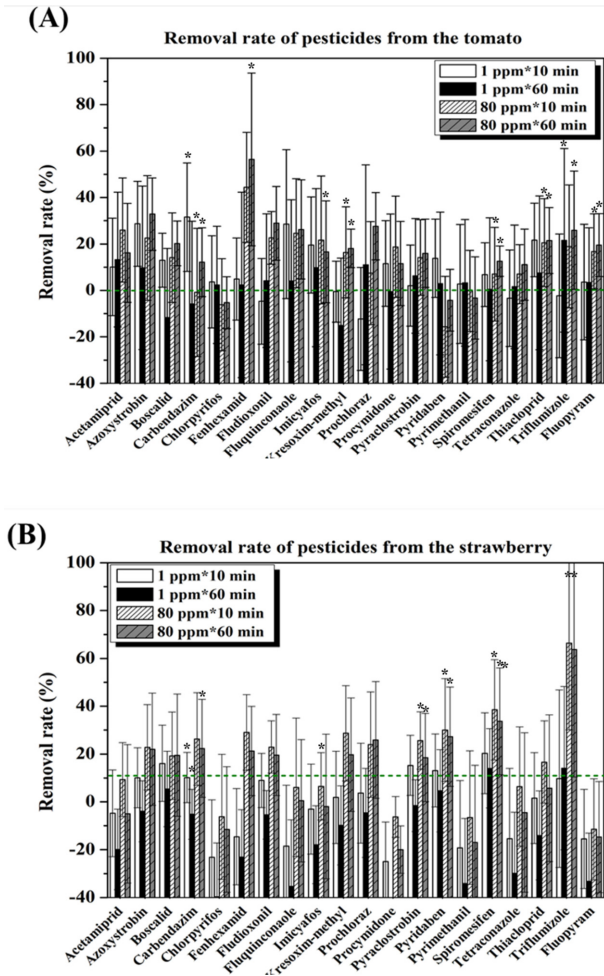 (A)
Removal rate of pesticides from the tomato
1 ppm*10 min
1 ppm*60 min
80 ppm*10 min
80 ppm*60 min
Removal rate (%)
100
80
60
40
20
0
-20
-40
Acetamiprid
Azoxystrobin
Boscalid
Carbendazim
Chlorpyrifos
Fenhexamid
Flutioxonil
Fluquinconaole
Imicyafos
Kresoxim-methyl
Prochloraz
Procymidone
Pyraclostrobin
Pyridaben
Pyrimethanil
Spiromesifen
Tetraconazole
Thiacloprid
Triflunizole
Fluopyram
(B)
Removal rate of pesticides from the strawberry
1 ppm*10 min
1 ppm*60 min
80 ppm*10 min
80 ppm*60 min
Removal rate (%)
100
80
60
40
20
0
-20
-40
Acetamiprid
Azoxystrobin
Boscalid
Carbendazim
Chlorpyrifos
Fenhexamid
Fludioxonil
Fluquinconaole
Imicyafos
Kresoxim-methyl
Prochloraz
Procymidone
Pyraclostrobin
Pyridaben
Pyrimethanil
Spiromesifen
Tetraconazole
Thiacloprid
Triflunizole
Fluopyram